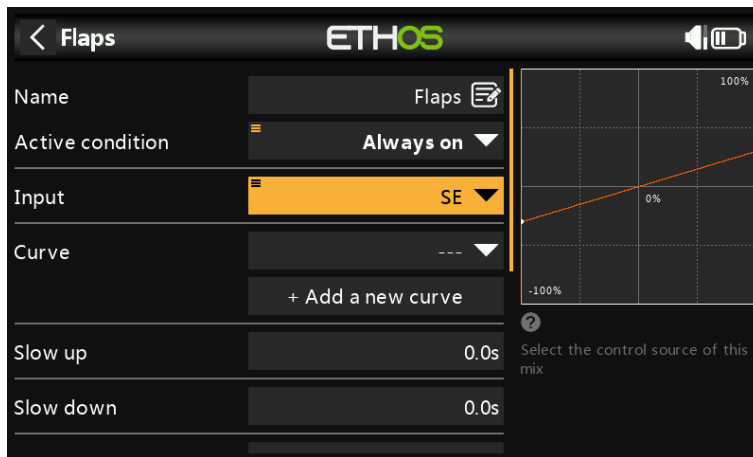 Flaps
ETHOS
Name
Flaps
Active condition
Always on
Input
SE
Curve
---
+ Add a new curve
Slow up
0.0s
Slow down
0.0s
100%
0%
-100%
?
Select the control source of this
mix